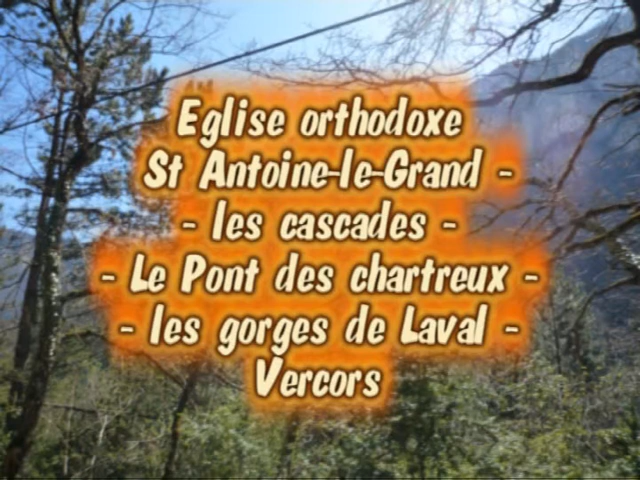 Eglise orthodoxe
St Antoine-le-Grand -
- les cascades -
- Le Pont des chartreux -
- les gorges de Laval -
Vercors